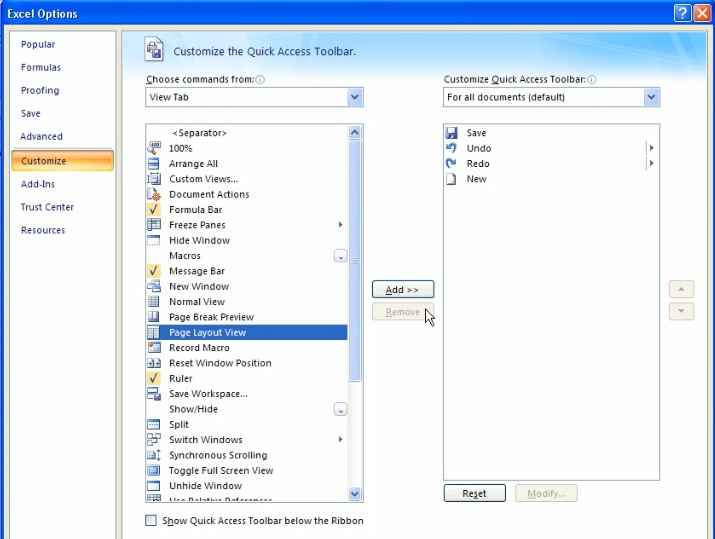 Excel Options
Popular
Formulas
Proofing
Save
Advanced
Customize
Add-Ins
Trust Center
Resources
Customize the Quick Access Toolbar.
Choose commands from:
View Tab
<Separator>
100%
Arrange All
Custom Views...
Document Actions
Formula Bar
Freeze Panes
Hide Window
Macros
Message Bar
New Window
Normal View
Page Break Preview
Page Layout View
Record Macro
Reset Window Position
Ruler
Save Workspace...
Show/Hide
Split
Switch Windows
Synchronous Scrolling
Toggle Full Screen View
Unhide Window
Use Relative References
Show Quick Access Toolbar below the Ribbon
Add >>
Remove
Customize Quick Access Toolbar:
For all documents (default)
Save
Undo
Redo
New
Reset
Modify...